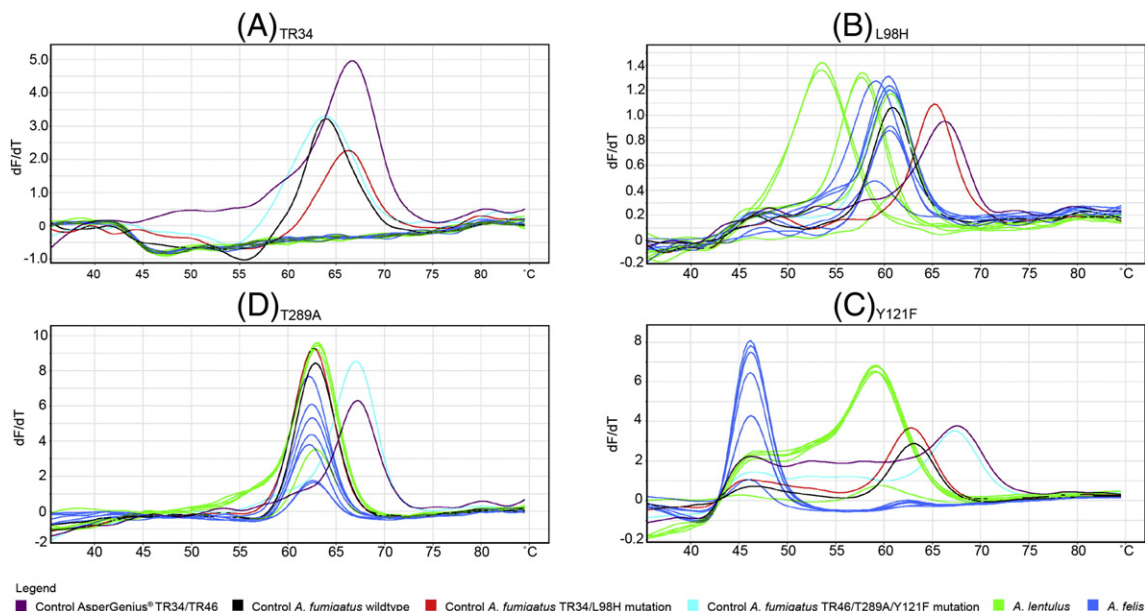 (A) TR34
dF/dT
5.0
4.0
3.0
2.0
1.0
0
-1.0
40 45 50 55 60 65 70 75 80 °C
(B) L98H
dF/dT
1.4
1.2
1.0
0.8
0.6
0.4
0.2
0
-0.2
40 45 50 55 60 65 70 75 80 °C
(D) T289A
dF/dT
10
8
6
4
2
0
-2
40 45 50 55 60 65 70 75 80 °C
(C) Y121F
dF/dT
8
6
4
2
0
-0.2
40 45 50 55 60 65 70 75 80 °C
Legend
Control AsperGenius® TR34/TR46 Control A. fumigatus wildtype Control A. fumigatus TR34/L98H mutation Control A. fumigatus TR46/T289A/Y121F mutation A. lentulus A. felis